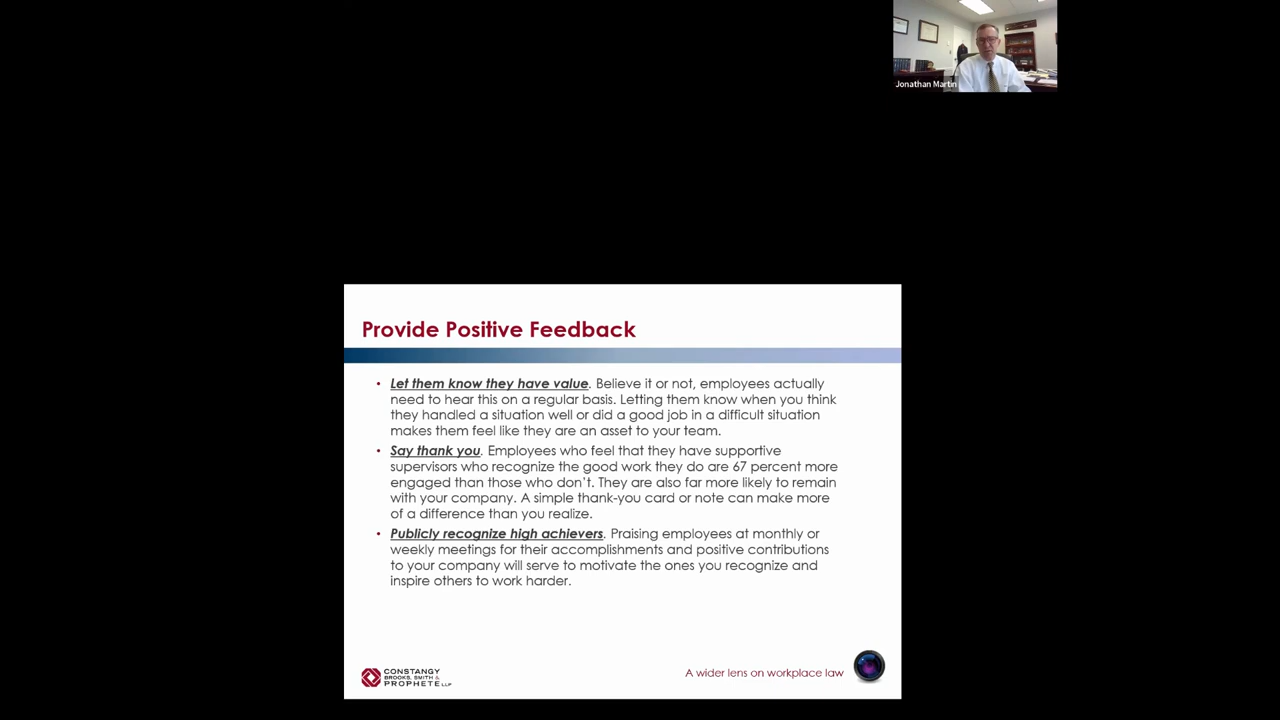 Jonathan Martin
Provide Positive Feedback
• Let them know they have value. Believe it or not, employees actually
need to hear this on a regular basis. Letting them know when you think
they handled a situation well or did a good job in a difficult situation
makes them feel like they are an asset to your team.
• Say thank you. Employees who feel that they have supportive
supervisors who recognize the good work they do are 67 percent more
engaged than those who don't. They are also far more likely to remain
with your company. A simple thank-you card or note can make more
of a difference than you realize.
• Publicly recognize high achievers. Praising employees at monthly or
weekly meetings for their accomplishments and positive contributions
to your company will serve to motivate the ones you recognize and
inspire others to work harder.
CONSTANGY
BROOKS, SMITH &
PROPHETE LLP
A wider lens on workplace law